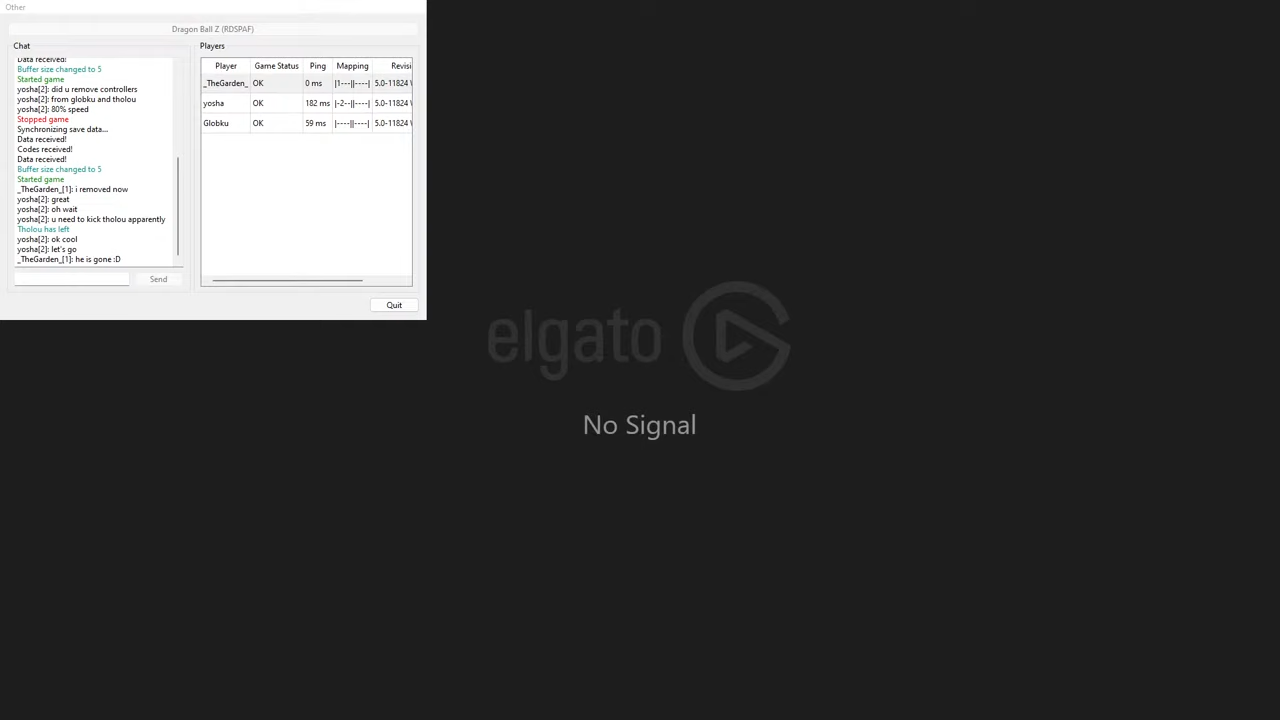 Other
Dragon Ball Z (RDSPAF)
Chat
Data received!
Buffer size changed to 5
Started game
yosha[2]: did u remove controllers
yosha[2]: from globku and tholou
yosha[2]: 80% speed
Stopped game
Synchronizing save data...
Data received!
Codes received!
Data received!
Buffer size changed to 5
Started game
_TheGarden_[1]: i removed now
yosha[2]: great
yosha[2]: oh wait
yosha[2]: u need to kick tholou apparently
Tholou has left
yosha[2]: ok cool
yosha[2]: let's go
_TheGarden_[1]: he is gone :D
Send
Players
Player Game Status Ping Mapping Revisi
_TheGarden_ OK 0 ms |1---||----| 5.0-11824
yosha OK 182 ms |-2--||----| 5.0-11824
Globku OK 59 ms |----||----| 5.0-11824
Quit
elgato
No Signal